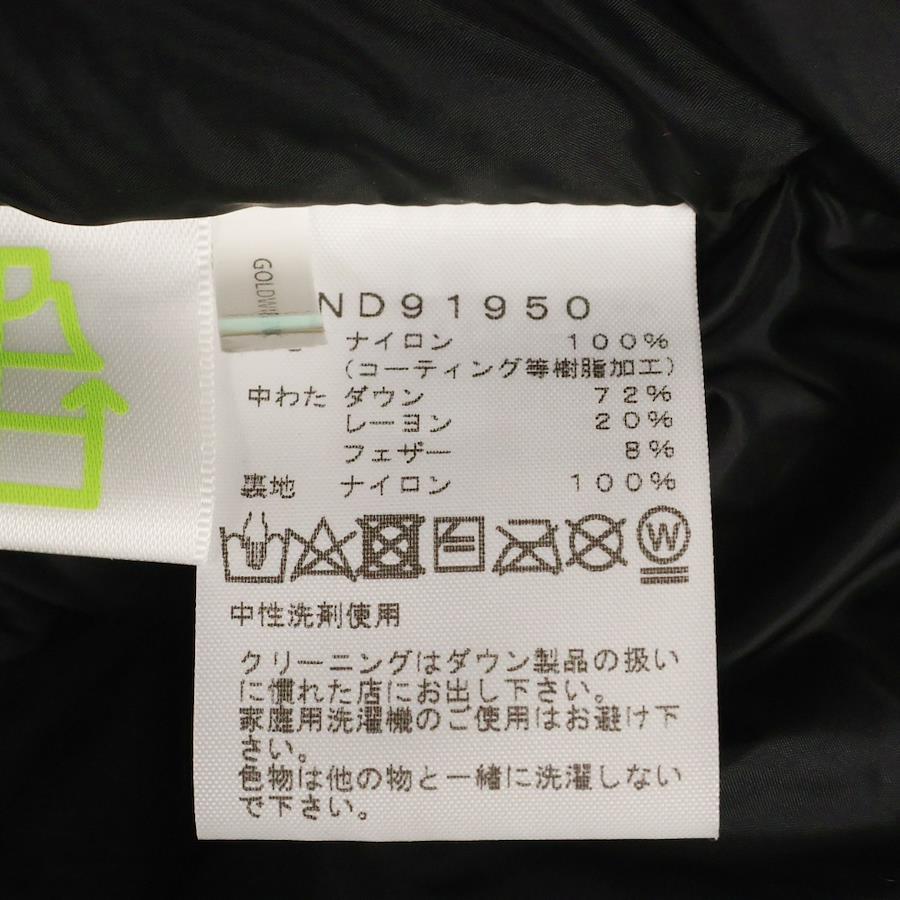 ND91950
ナイロン 100%
(コーティング等樹脂加工)
中わた ダウン 72%
レーヨン 20%
フェザー 8%
裏地 ナイロン 100%
W
中性洗剤使用
クリーニングはダウン製品の扱い
に慣れた店にお出し下さい。
家庭用洗濯機のご使用はお避け下
さい。
色物は他の物と一緒に洗濯しない
で下さい。